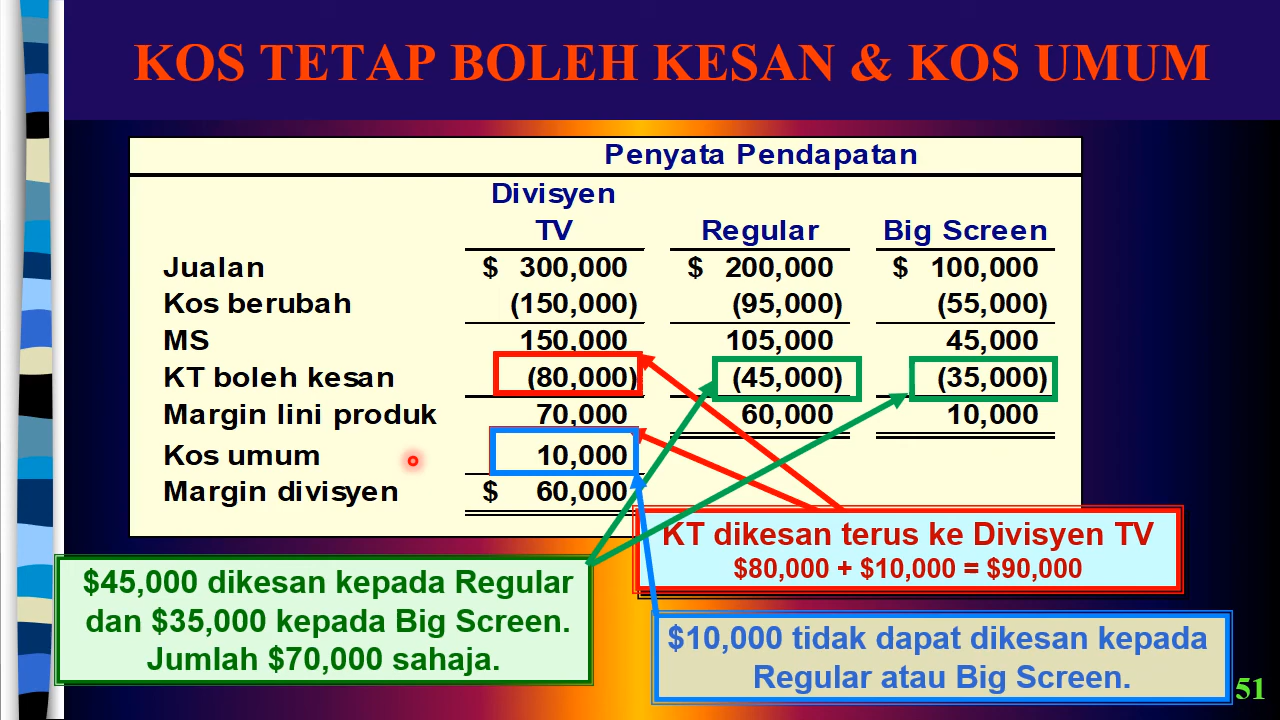 KOS TETAP BOLEH KESAN & KOS UMUM
Penyata Pendapatan
Divisyen
TV Regular Big Screen
Jualan $ 300,000 $ 200,000 $ 100,000
Kos berubah (150,000) (95,000) (55,000)
MS 150,000 105,000 45,000
KT boleh kesan (80,000) (45,000) (35,000)
Margin lini produk 70,000 60,000 10,000
Kos umum 10,000
Margin divisyen $ 60,000
KT dikesan terus ke Divisyen TV
$80,000 + $10,000 = $90,000
$45,000 dikesan kepada Regular
dan $35,000 kepada Big Screen.
Jumlah $70,000 sahaja.
$10,000 tidak dapat dikesan kepada
Regular atau Big Screen.
51